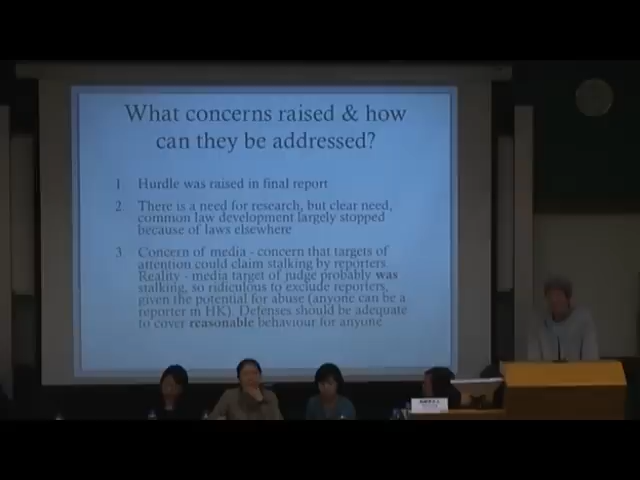 What concerns raised & how
can they be addressed?
1 Hurdle was raised in final report
2 There is a need for research, but clear need,
common law development largely stopped
because of laws elsewhere
3 Concern of media - concern that targets of
attention could claim stalking by reporters.
Reality - media target of judge probably was
stalking, so ridiculous to exclude reporters,
given the potential for abuse (anyone can be a
reporter in HK). Defenses should be adequate
to cover reasonable behaviour for anyone